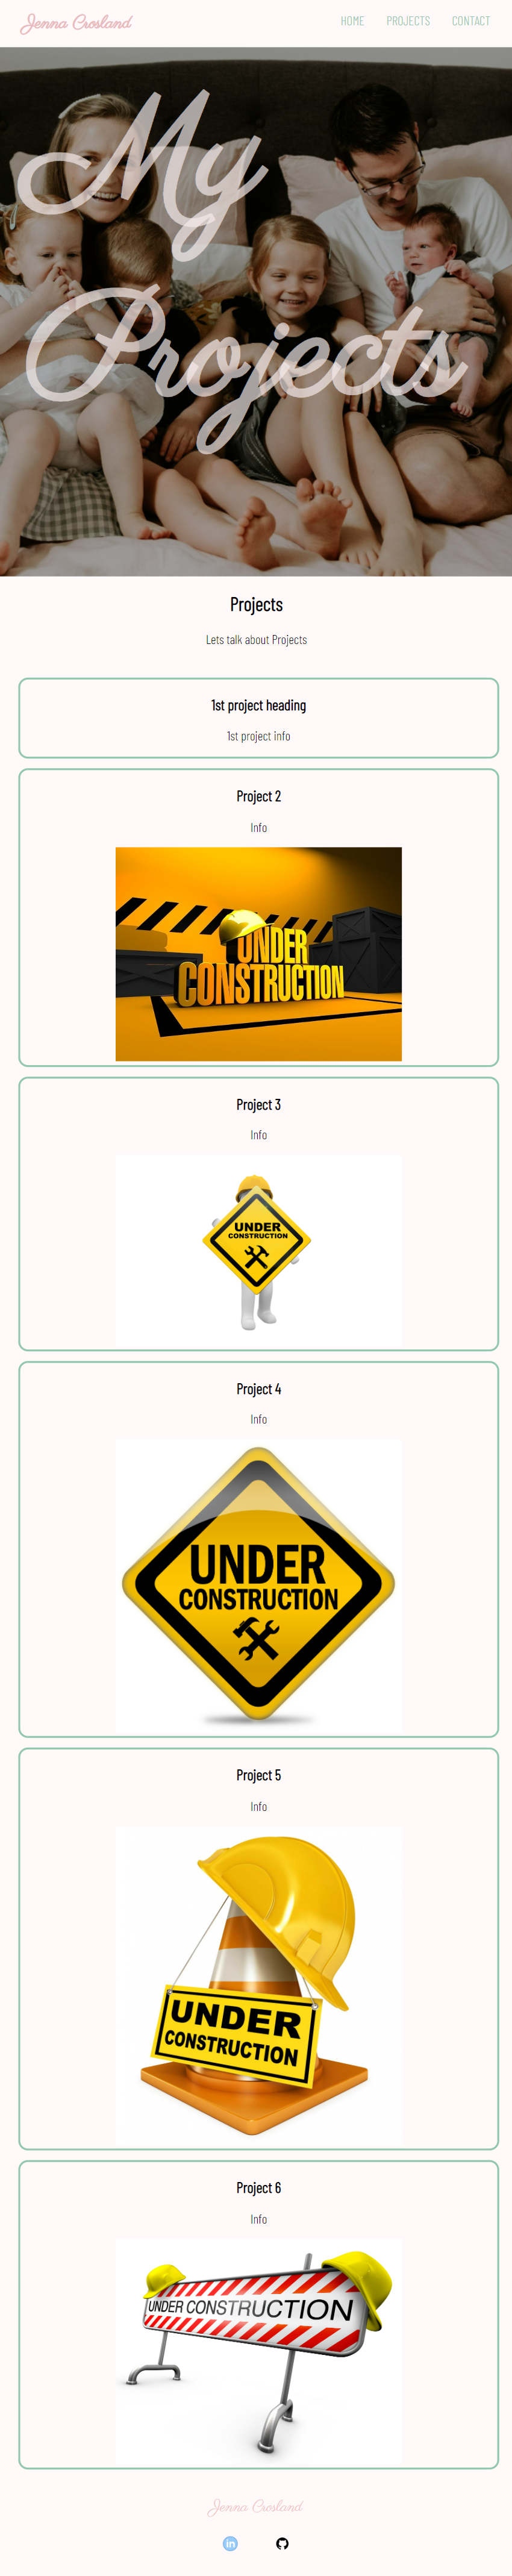 Jenna Crosland
HOME PROJECTS CONTACT
My
Projects
Projects
Lets talk about Projects
1st project heading
1st project info
Project 2
Info
UNDER
CONSTRUCTION
Project 3
Info
UNDER
CONSTRUCTION
Project 4
Info
UNDER
CONSTRUCTION
Project 5
Info
UNDER
CONSTRUCTION
Project 6
Info
UNDER CONSTRUCTION
Jenna Crosland
in